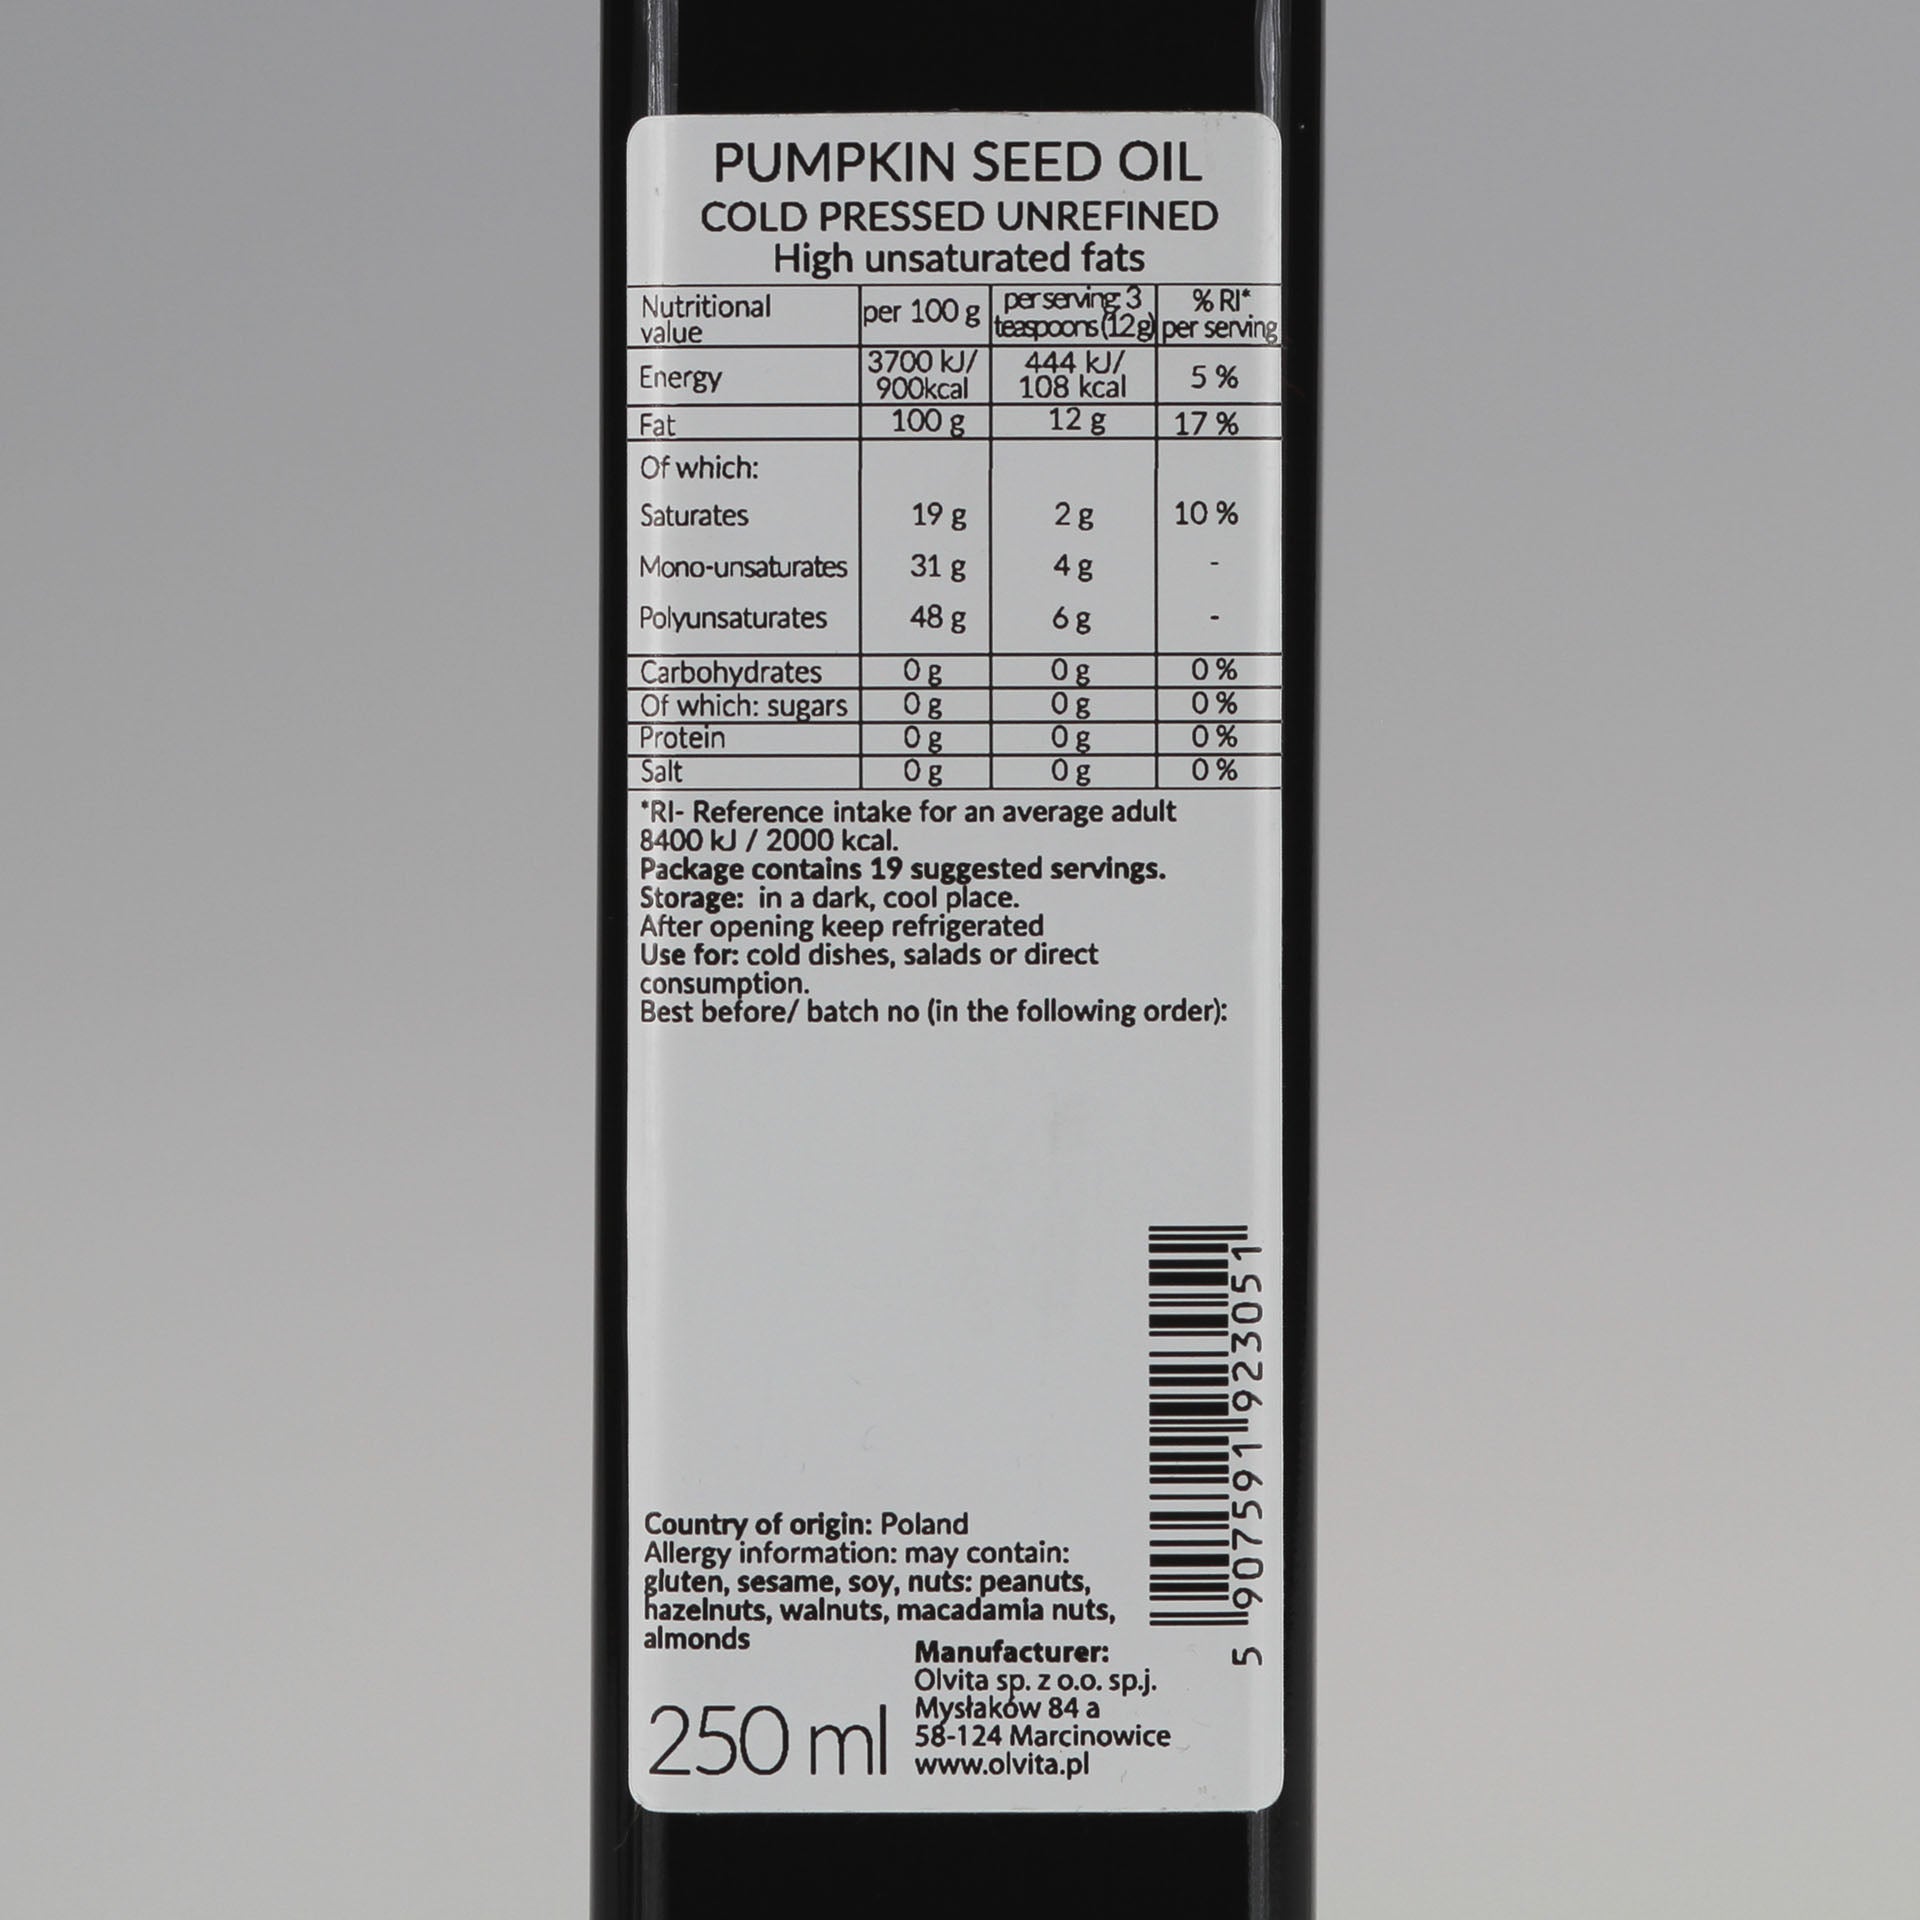 PUMPKIN SEED OIL
COLD PRESSED UNREFINED
High unsaturated fats
Nutritional value per 100 g per serving 3 teaspoons (12g) % RI* per serving
Energy 3700 kJ/ 900kcal 444 kJ/ 108 kcal 5 %
Fat 100 g 12 g 17 %
Of which:
Saturates 19 g 2 g 10 %
Mono-unsaturates 31 g 4 g -
Polyunsaturates 48 g 6 g -
Carbohydrates 0 g 0 g 0 %
Of which: sugars 0 g 0 g 0 %
Protein 0 g 0 g 0 %
Salt 0 g 0 g 0 %
*RI- Reference intake for an average adult
8400 kJ / 2000 kcal.
Package contains 19 suggested servings.
Storage: in a dark, cool place.
After opening keep refrigerated
Use for: cold dishes, salads or direct
consumption.
Best before/ batch no (in the following order):
5 907591 923051
Country of origin: Poland
Allergy information: may contain:
gluten, sesame, soy, nuts: peanuts,
hazelnuts, walnuts, macadamia nuts,
almonds
250 ml
Manufacturer:
Olvita sp. z o.o. sp.j.
Mysłaków 84 a
58-124 Marcinowice
www.olvita.pl